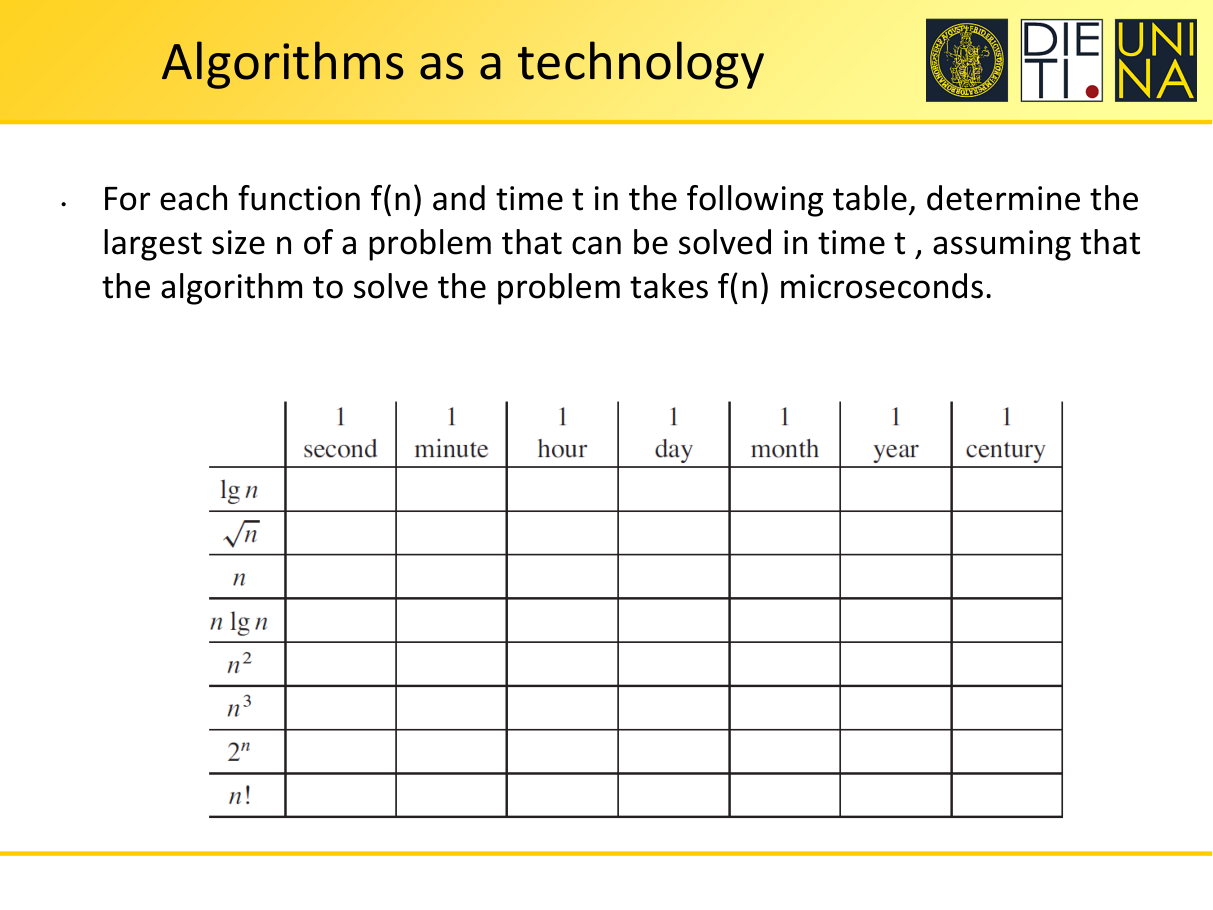 Algorithms as a technology
DIE
TI.
UNI
NA
• For each function f(n) and time t in the following table, determine the
largest size n of a problem that can be solved in time t , assuming that
the algorithm to solve the problem takes f(n) microseconds.
1 1 1 1 1 1 1
second minute hour day month year century
lg n
√n
n
n lg n
n²
n³
2ⁿ
n!